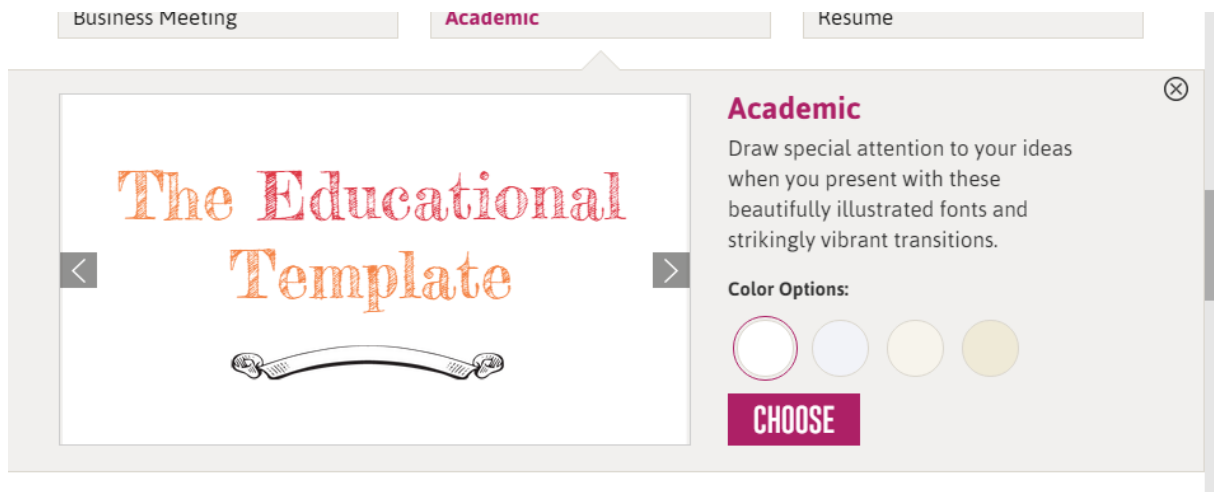 Business Meeting
Academic
Resume
The Educational
Template
Academic
Draw special attention to your ideas
when you present with these
beautifully illustrated fonts and
strikingly vibrant transitions.
Color Options:
CHOOSE